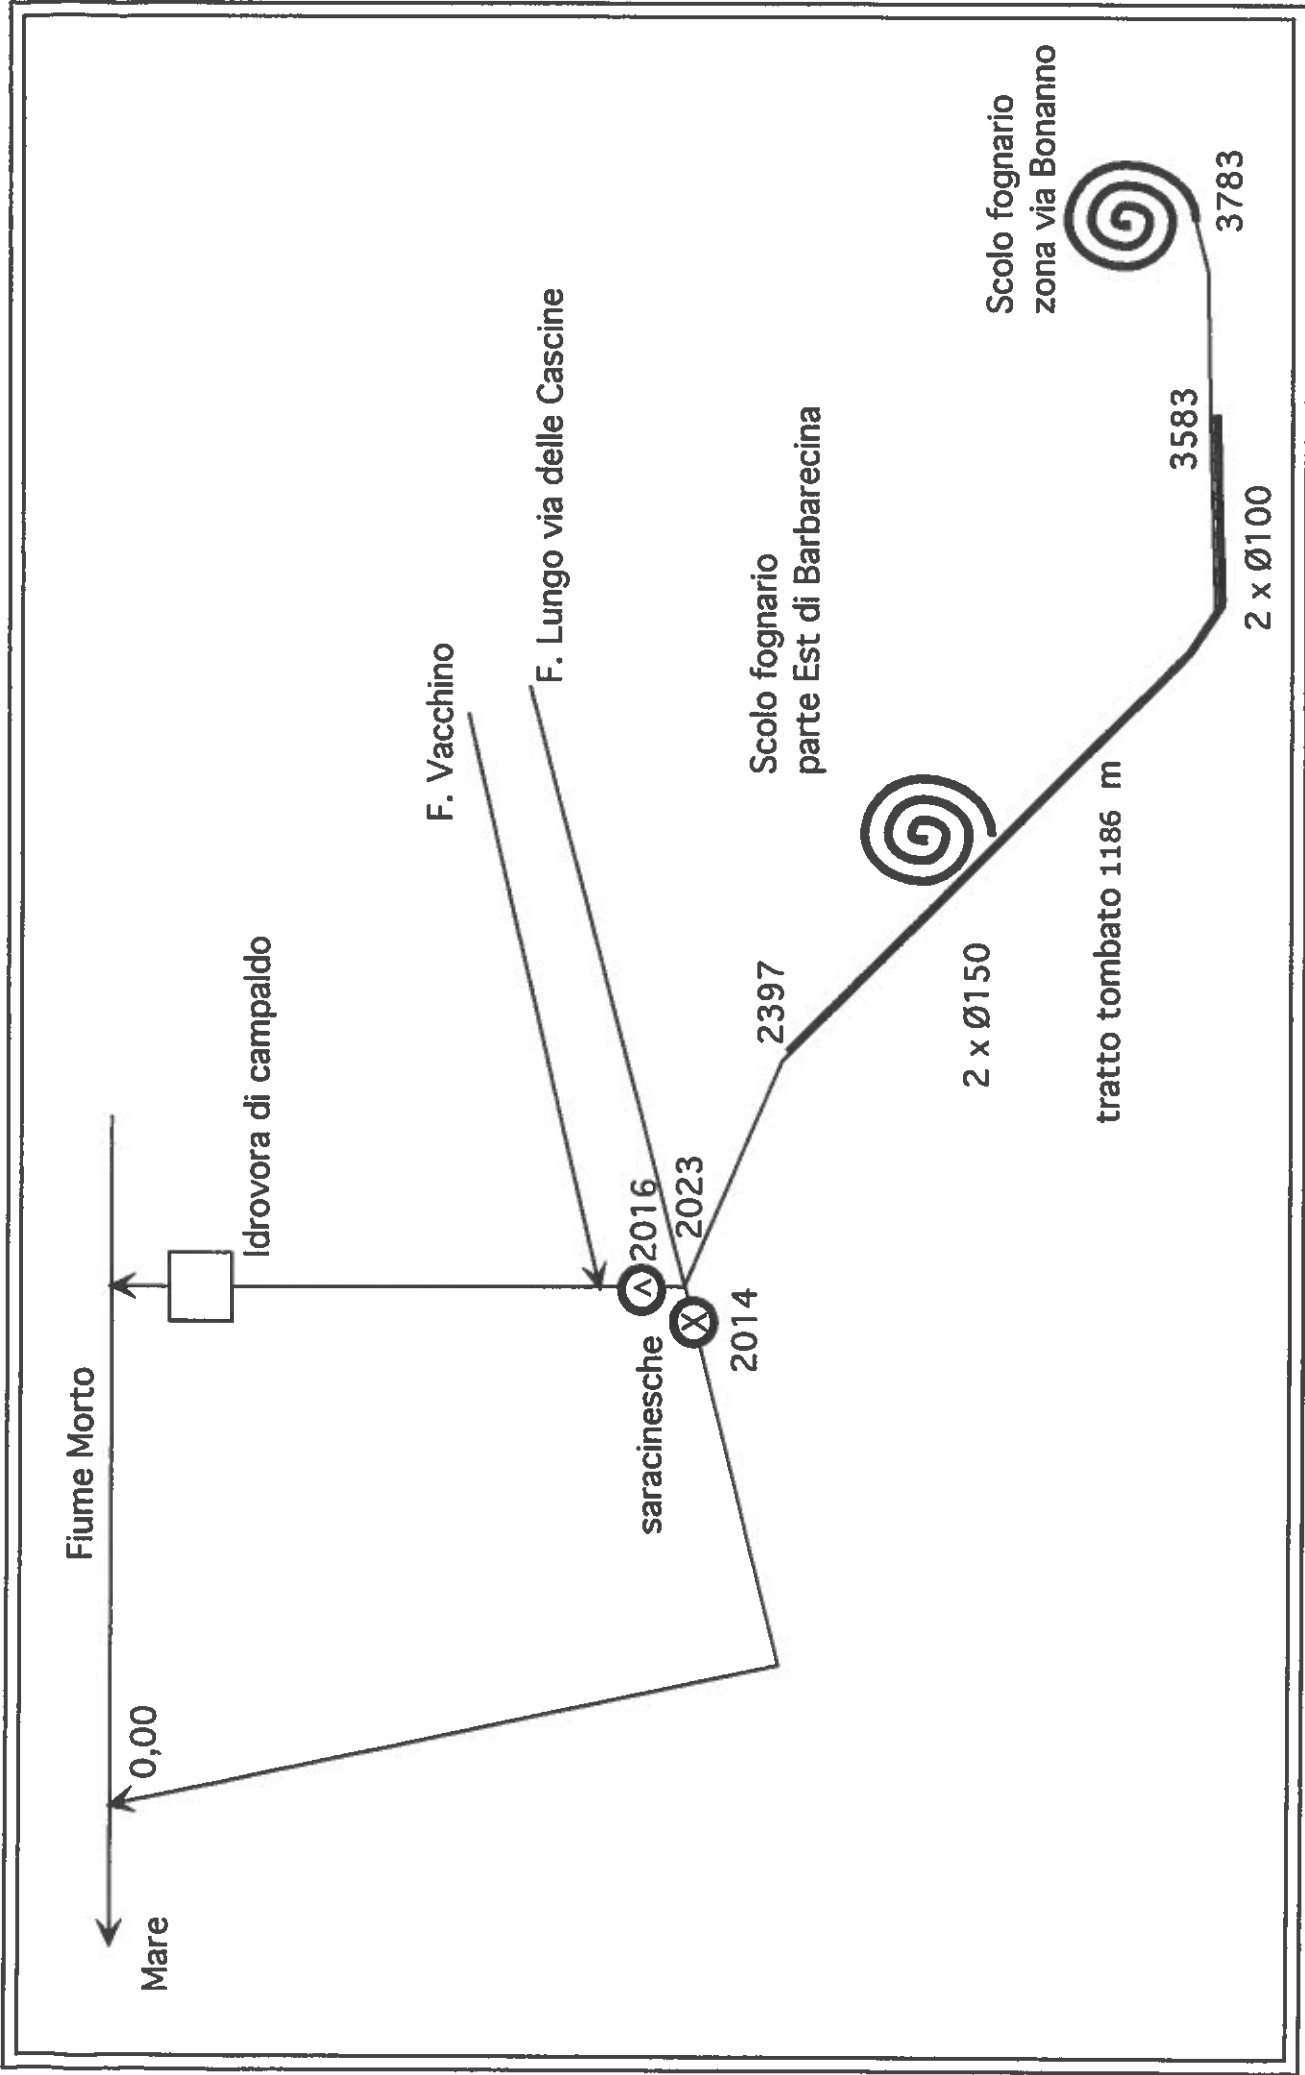 Mare
0,00
Fiume Morto
Idrovora di campaldo
F. Vacchino
F. Lungo via delle Cascine
saracinesche
2016
2014
2023
2397
Scolo fognario
parte Est di Barbarecina
2 x Ø150
tratto tombato 1186 m
2 x Ø100
3583
Scolo fognario
zona via Bonanno
3783